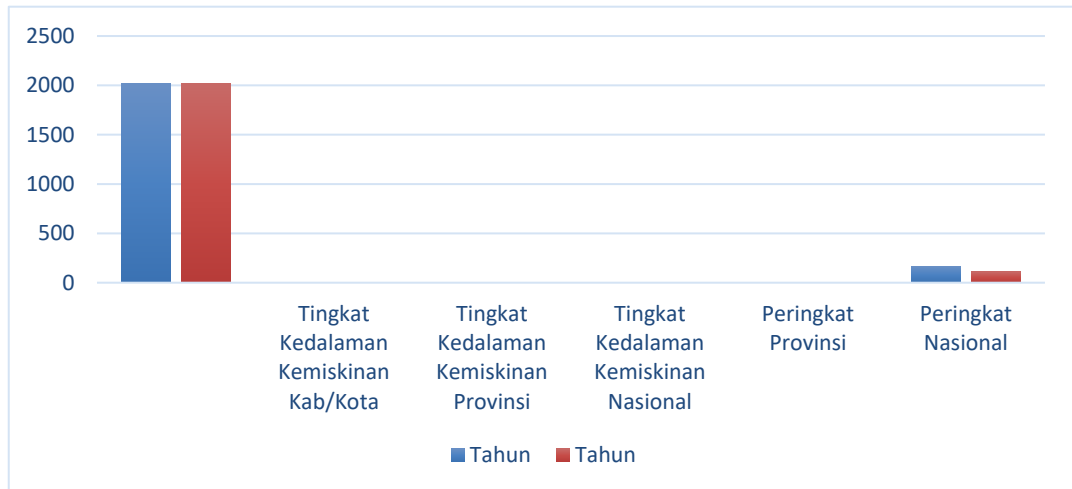 2500
2000
1500
1000
500
0
Tingkat
Kedalaman
Kemiskinan
Kab/Kota
Tingkat
Kedalaman
Kemiskinan
Provinsi
Tingkat
Kedalaman
Kemiskinan
Nasional
Peringkat
Provinsi
Peringkat
Nasional
Tahun Tahun